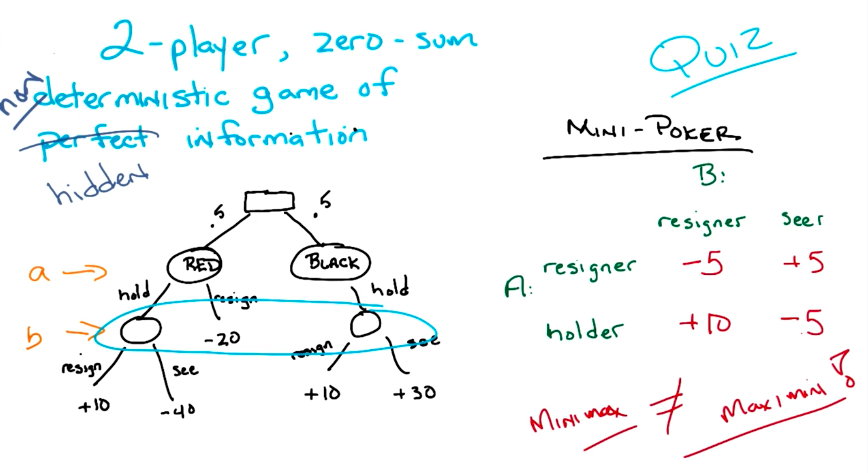 2-player, zero-sum
non
deterministic game of
perfect information
hidden
QUIZ
MINI-POKER
B:
resigner seer
A: resigner -5 +5
holder +10 -5
Minimax ≠ Maximin!
.5 .5
a → RED BLACK
hold resign hold
b → -20
resign see resign see
+10 -40 +10 +30